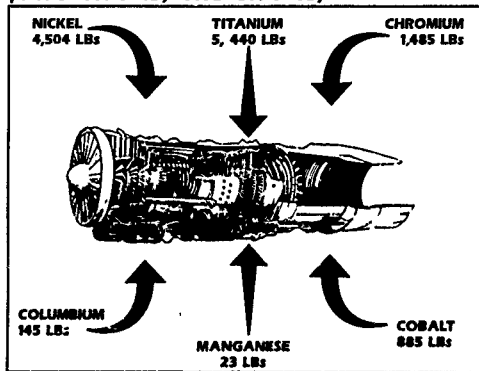 NICKEL
4,504 LBs
TITANIUM
5, 440 LBs
CHROMIUM
1,485 LBs
COLUMBIUM
145 LBs
MANGANESE
23 LBs
COBALT
885 LBs